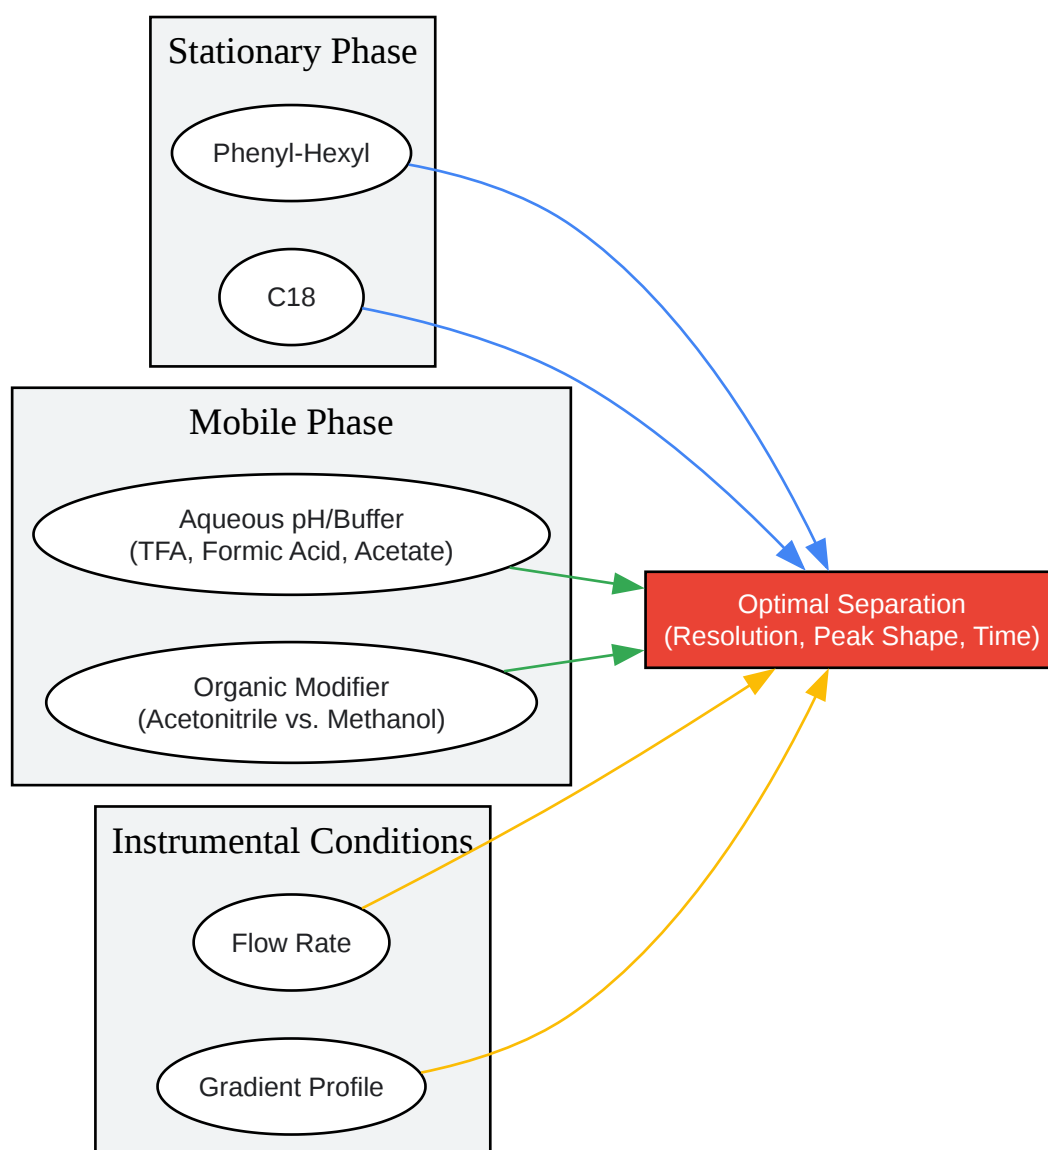 Stationary Phase
Phenyl-Hexyl
C18
Mobile Phase
Aqueous pH/Buffer
(TFA, Formic Acid, Acetate)
Organic Modifier
(Acetonitrile vs. Methanol)
Optimal Separation
(Resolution, Peak Shape, Time)
Instrumental Conditions
Flow Rate
Gradient Profile